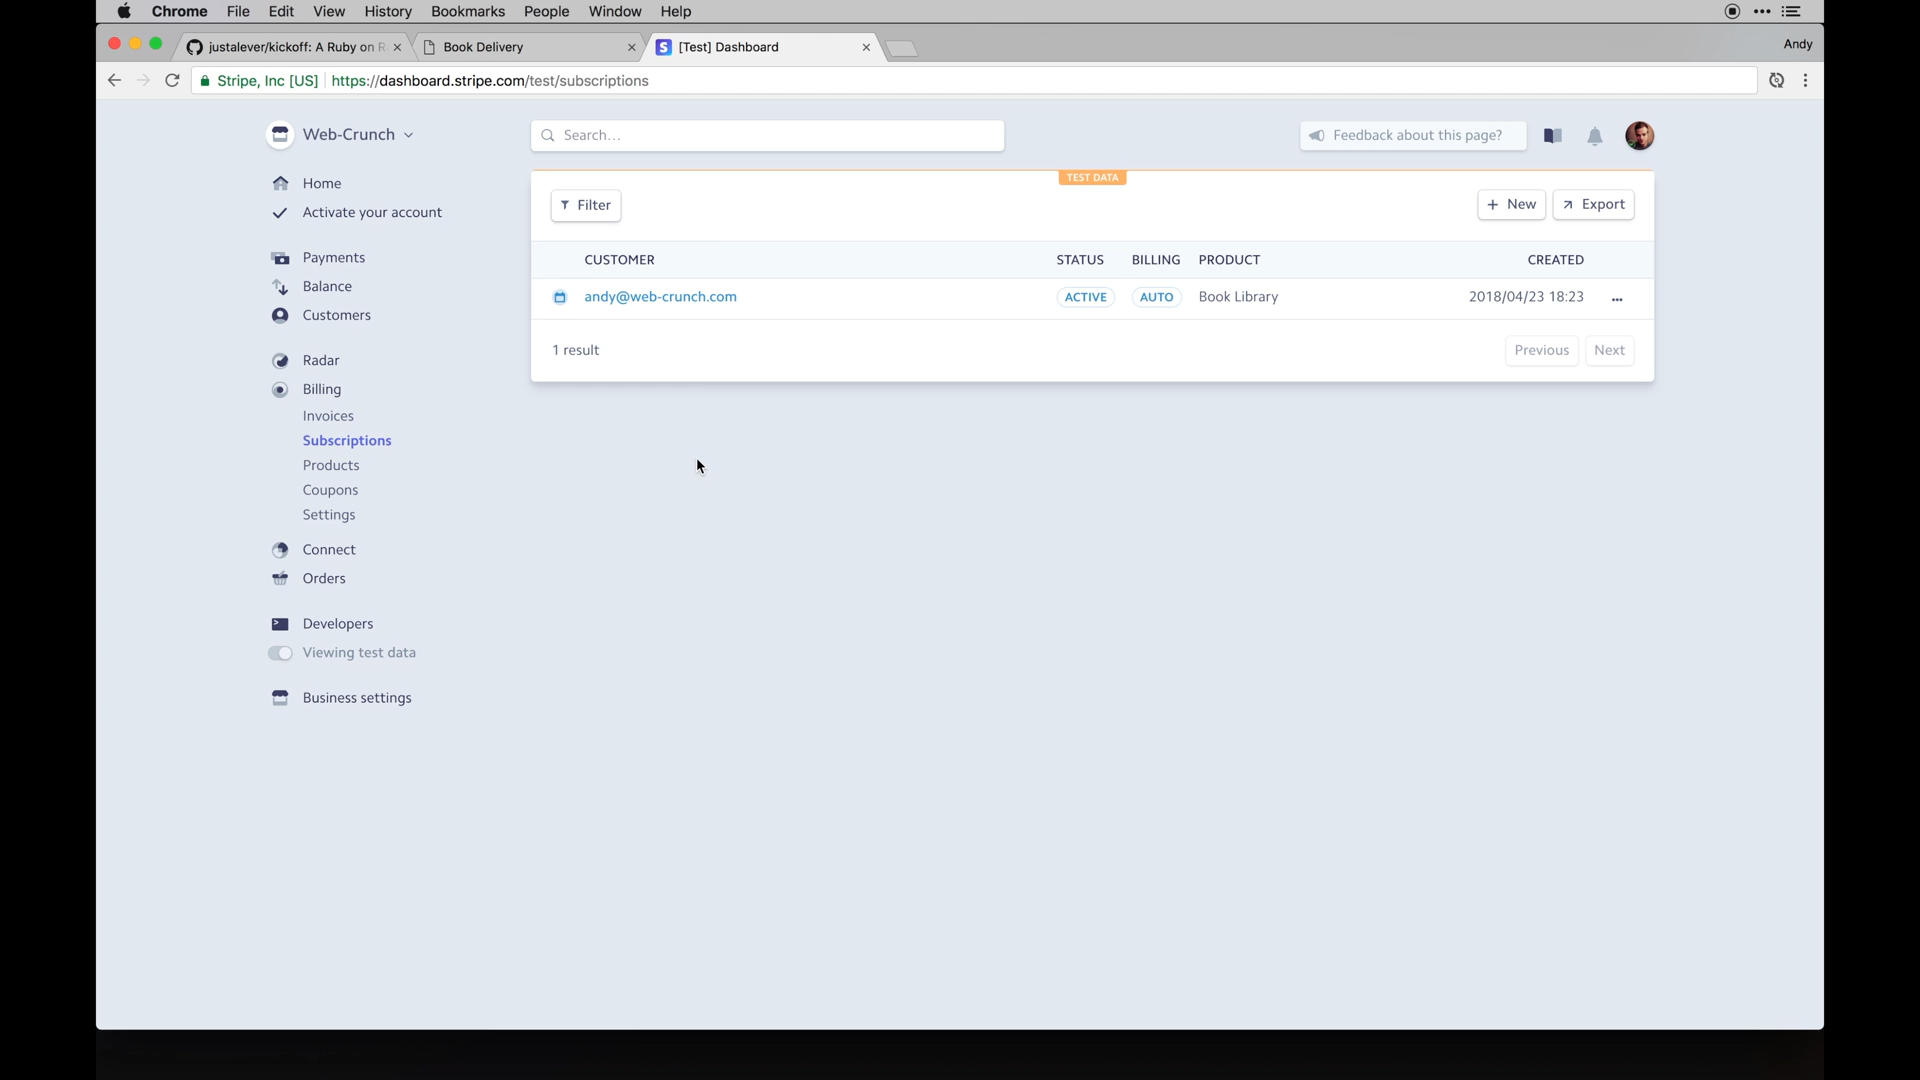 Chrome File Edit View History Bookmarks People Window Help
justalever/kickoff: A Ruby on R
Book Delivery
[Test] Dashboard
Andy
Stripe, Inc [US] https://dashboard.stripe.com/test/subscriptions
Web-Crunch
Search...
Feedback about this page?
Home
Activate your account
Payments
Balance
Customers
Radar
Billing
Invoices
Subscriptions
Products
Coupons
Settings
Connect
Orders
Developers
Viewing test data
Business settings
TEST DATA
Filter
+ New
Export
CUSTOMER STATUS BILLING PRODUCT CREATED
andy@web-crunch.com ACTIVE AUTO Book Library 2018/04/23 18:23
1 result
Previous Next